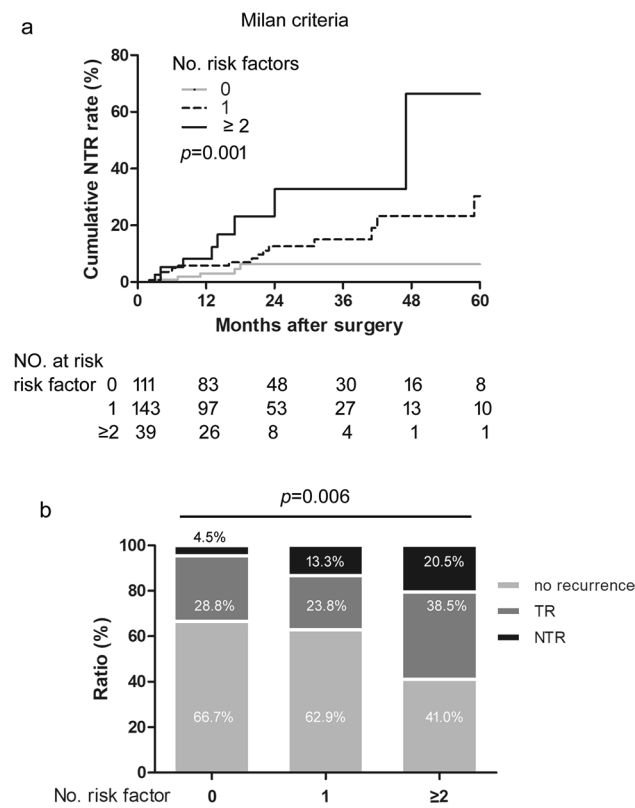 a
Milan criteria
Cumulative NTR rate (%)
80
60
40
20
0
No. risk factors
0
1
≥ 2
p=0.001
0 12 24 36 48 60
Months after surgery
NO. at risk
risk factor 0 111 83 48 30 16 8
1 143 97 53 27 13 10
≥2 39 26 8 4 1 1
b
p=0.006
Ratio (%)
100
80
60
40
20
0
4.5%
28.8%
66.7%
13.3%
23.8%
62.9%
20.5%
38.5%
41.0%
no recurrence
TR
NTR
No. risk factor 0 1 ≥2